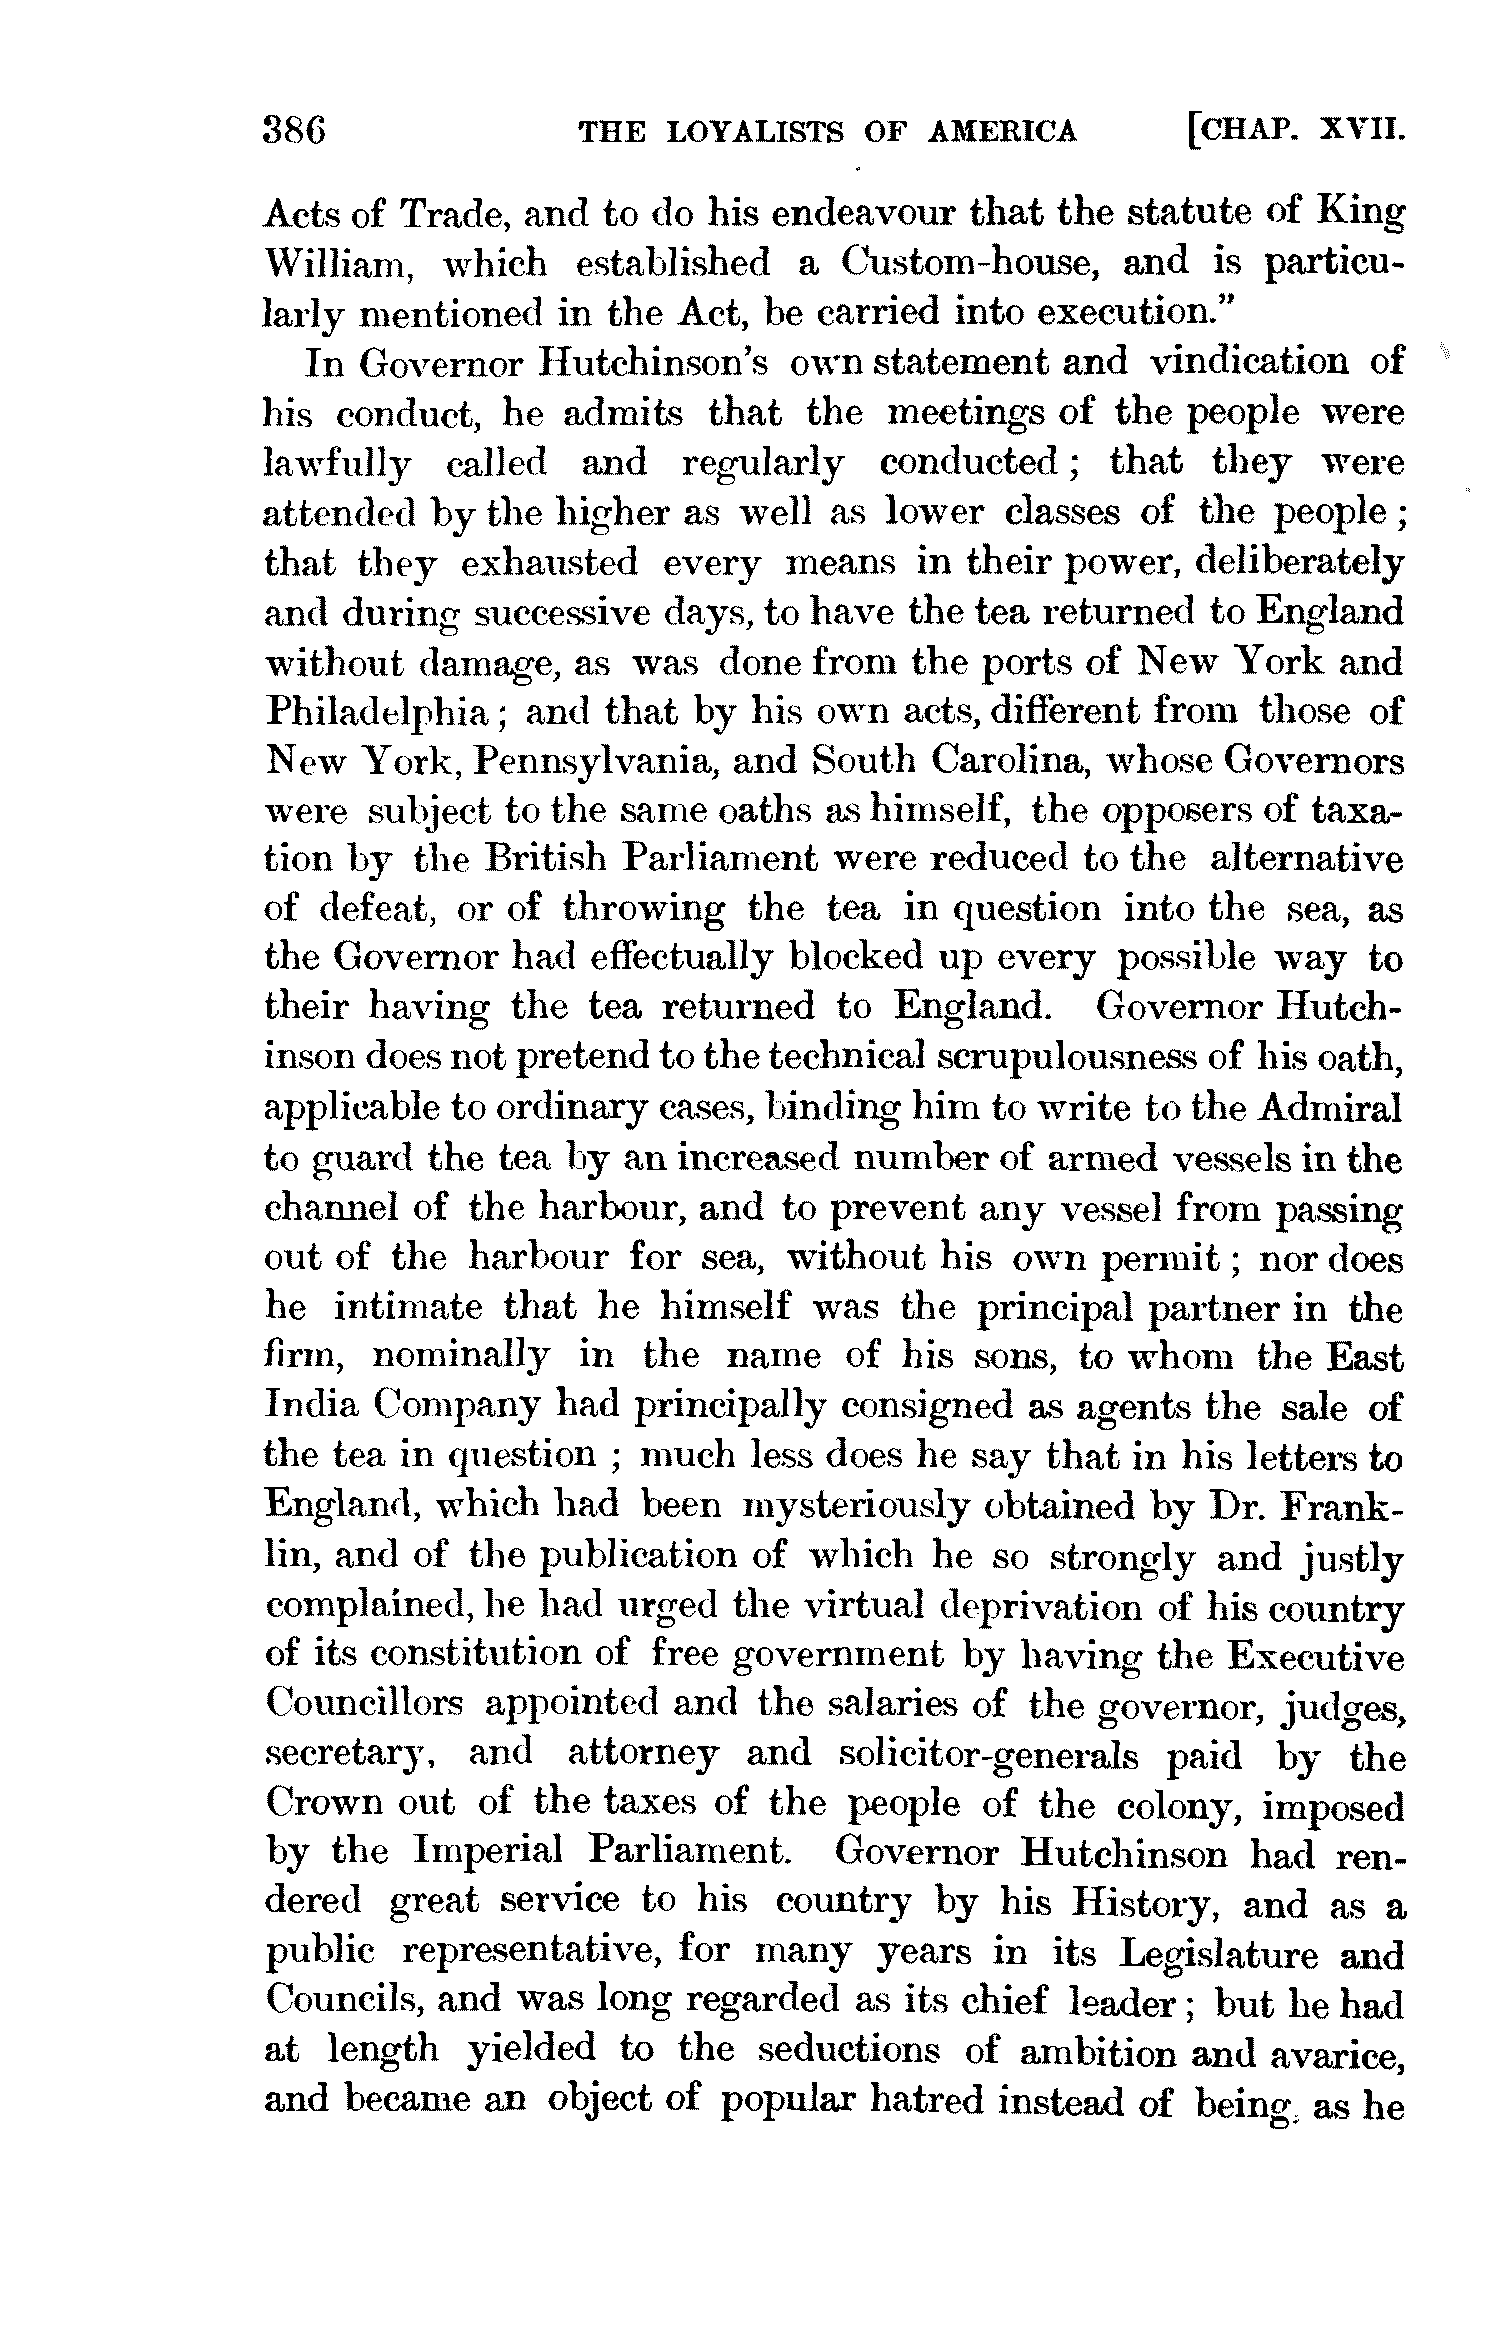 386 THE LOYALISTS OF AMERICA [CHAP. XVII.
Acts of Trade, and to do his endeavour that the statute of King
William, which established a Custom-house, and is particu-
larly mentioned in the Act, be carried into execution."
In Governor Hutchinson's own statement and vindication of
his conduct, he admits that the meetings of the people were
lawfully called and regularly conducted ; that they were
attended by the higher as well as lower classes of the people ;
that they exhausted every means in their power, deliberately
and during successive days, to have the tea returned to England
without damage, as was done from the ports of New York and
Philadelphia ; and that by his own acts, different from those of
New York, Pennsylvania, and South Carolina, whose Governors
were subject to the same oaths as himself, the opposers of taxa-
tion by the British Parliament were reduced to the alternative
of defeat, or of throwing the tea in question into the sea, as
the Governor had effectually blocked up every possible way to
their having the tea returned to England. Governor Hutch-
inson does not pretend to the technical scrupulousness of his oath,
applicable to ordinary cases, binding him to write to the Admiral
to guard the tea by an increased number of armed vessels in the
channel of the harbour, and to prevent any vessel from passing
out of the harbour for sea, without his own permit ; nor does
he intimate that he himself was the principal partner in the
firm, nominally in the name of his sons, to whom the East
India Company had principally consigned as agents the sale of
the tea in question ; much less does he say that in his letters to
England, which had been mysteriously obtained by Dr. Frank-
lin, and of the publication of which he so strongly and justly
complained, he had urged the virtual deprivation of his country
of its constitution of free government by having the Executive
Councillors appointed and the salaries of the governor, judges,
secretary, and attorney and solicitor-generals paid by the
Crown out of the taxes of the people of the colony, imposed
by the Imperial Parliament. Governor Hutchinson had ren-
dered great service to his country by his History, and as a
public representative, for many years in its Legislature and
Councils, and was long regarded as its chief leader ; but he had
at length yielded to the seductions of ambition and avarice,
and became an object of popular hatred instead of being, as he